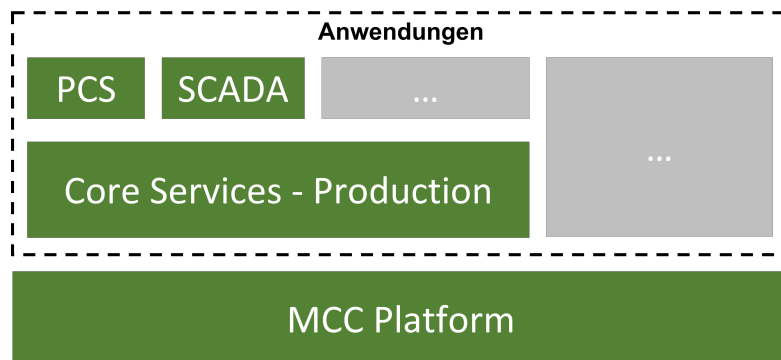 Anwendungen
PCS
SCADA
...
...
Core Services - Production
MCC Platform